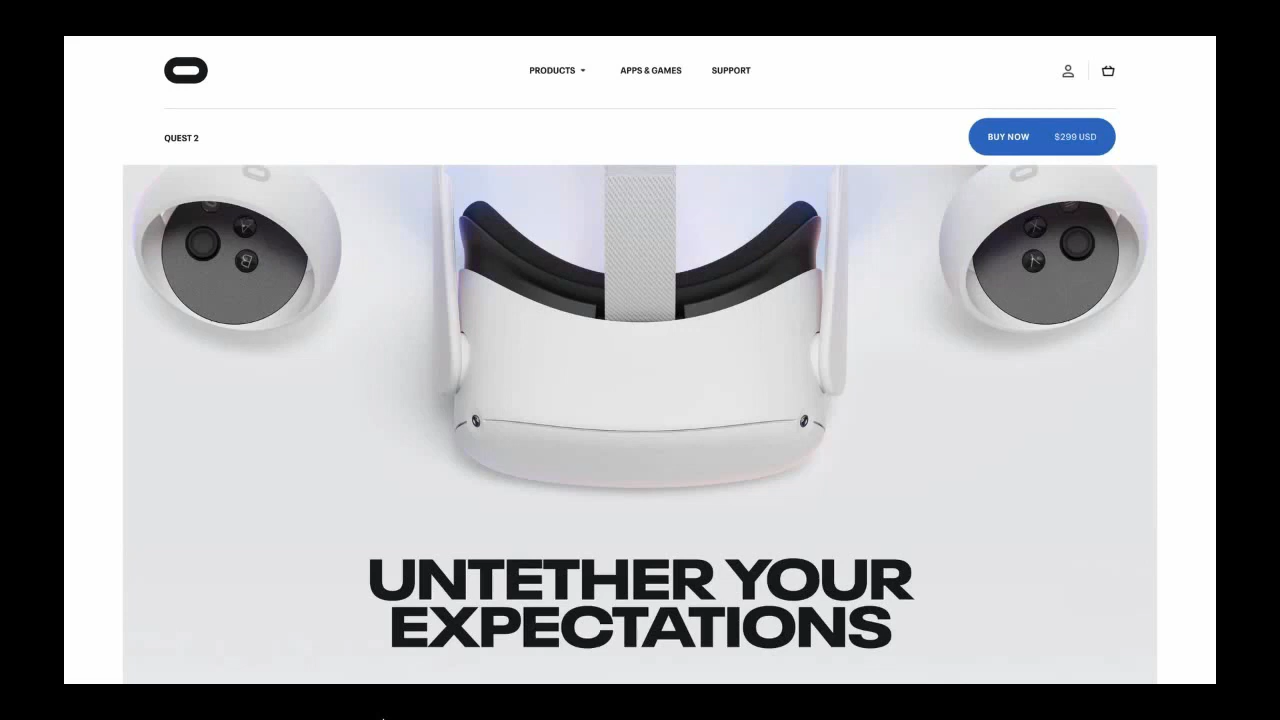 PRODUCTS
APPS & GAMES
SUPPORT
QUEST 2
BUY NOW $299 USD
A
B
X
Y
UNTETHER YOUR
EXPECTATIONS